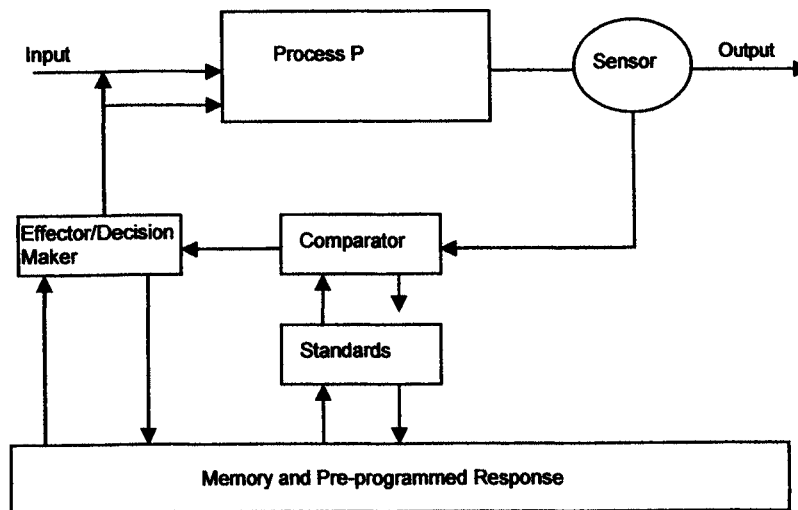 Input
Process P
Sensor
Output
Effector/Decision
Maker
Comparator
Standards
Memory and Pre-programmed Response